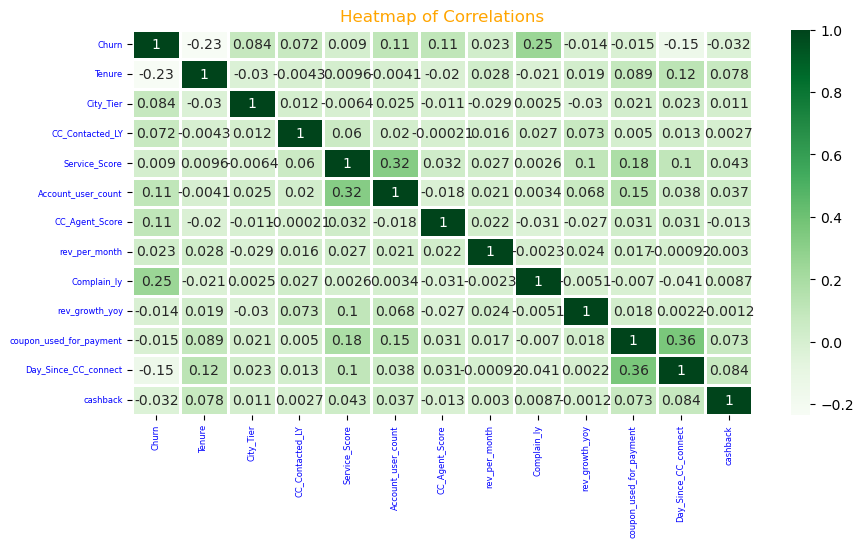 Heatmap of Correlations
Churn 1 -0.23 0.084 0.072 0.009 0.11 0.11 0.023 0.25 -0.014 -0.015 -0.15 -0.032
Tenure -0.23 1 -0.03 -0.0043 0.0096 -0.0041 -0.02 0.028 -0.021 0.019 0.089 0.12 0.078
City_Tier 0.084 -0.03 1 0.012 -0.0064 0.025 -0.011 -0.029 0.0025 -0.03 0.021 0.023 0.011
CC_Contacted_LY 0.072 -0.0043 0.012 1 0.06 0.02 -0.00021 0.016 0.027 0.073 0.005 0.013 0.0027
Service_Score 0.009 0.0096 -0.0064 0.06 1 0.32 0.032 0.027 0.0026 0.1 0.18 0.1 0.043
Account_user_count 0.11 -0.0041 0.025 0.02 0.32 1 -0.018 0.021 0.0034 0.068 0.15 0.038 0.037
CC_Agent_Score 0.11 -0.02 -0.011 -0.00021 0.032 -0.018 1 0.022 -0.031 -0.027 0.031 0.031 -0.013
rev_per_month 0.023 0.028 -0.029 0.016 0.027 0.021 0.022 1 -0.0023 0.024 0.017 -0.00092 0.003
Complain_ly 0.25 -0.021 0.0025 0.027 0.0026 0.0034 -0.031 -0.0023 1 -0.0051 -0.007 -0.041 0.0087
rev_growth_yoy -0.014 0.019 -0.03 0.073 0.1 0.068 -0.027 0.024 -0.0051 1 0.018 0.0022 -0.0012
coupon_used_for_payment -0.015 0.089 0.021 0.005 0.18 0.15 0.031 0.017 -0.007 0.018 1 0.36 0.073
Day_Since_CC_connect -0.15 0.12 0.023 0.013 0.1 0.038 0.031 -0.00092 -0.041 0.0022 0.36 1 0.084
cashback -0.032 0.078 0.011 0.0027 0.043 0.037 -0.013 0.003 0.0087 -0.0012 0.073 0.084 1
Churn
Tenure
City_Tier
CC_Contacted_LY
Service_Score
Account_user_count
CC_Agent_Score
rev_per_month
Complain_ly
rev_growth_yoy
coupon_used_for_payment
Day_Since_CC_connect
cashback
1.0
0.8
0.6
0.4
0.2
0.0
−0.2